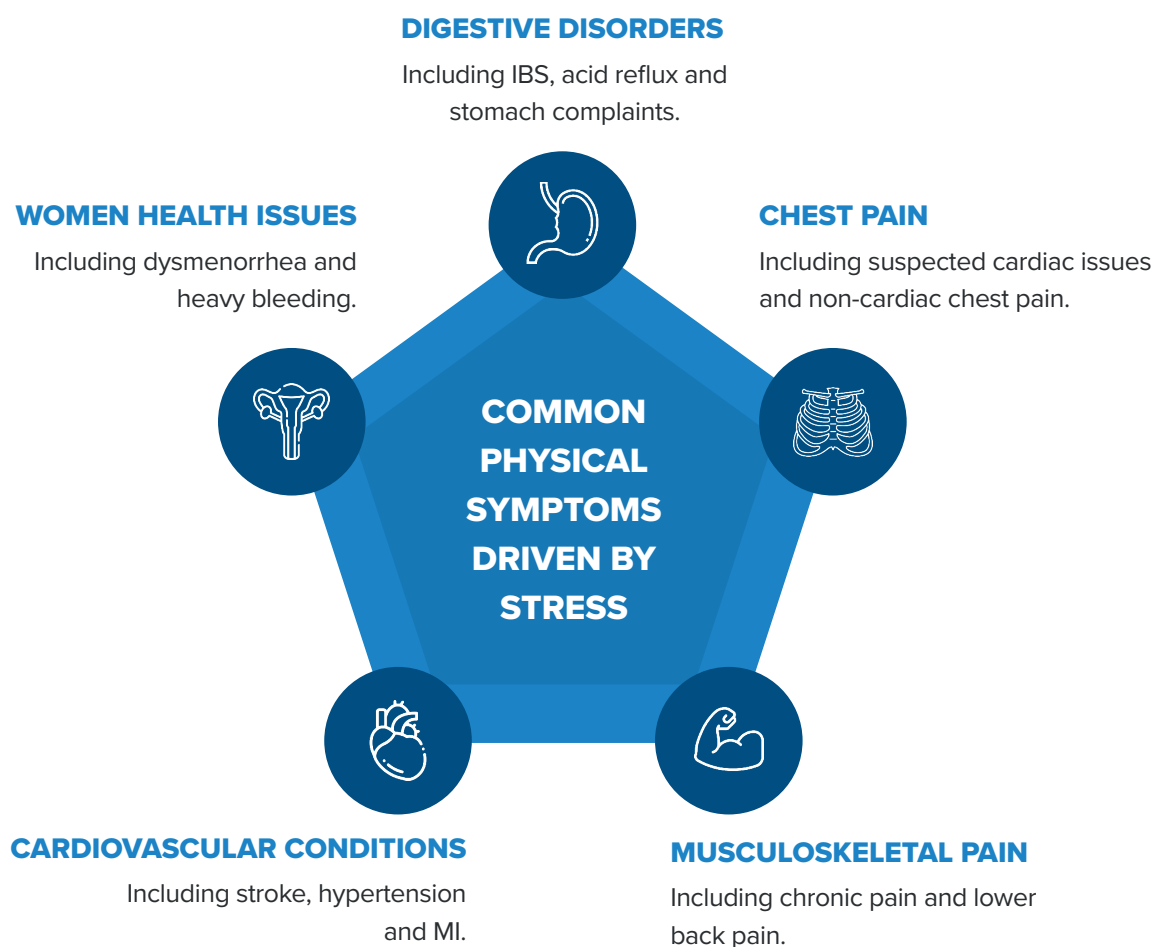 DIGESTIVE DISORDERS
Including IBS, acid reflux and
stomach complaints.
WOMEN HEALTH ISSUES
Including dysmenorrhea and
heavy bleeding.
CHEST PAIN
Including suspected cardiac issues
and non-cardiac chest pain.
COMMON
PHYSICAL
SYMPTOMS
DRIVEN BY
STRESS
CARDIOVASCULAR CONDITIONS
Including stroke, hypertension
and MI.
MUSCULOSKELETAL PAIN
Including chronic pain and lower
back pain.